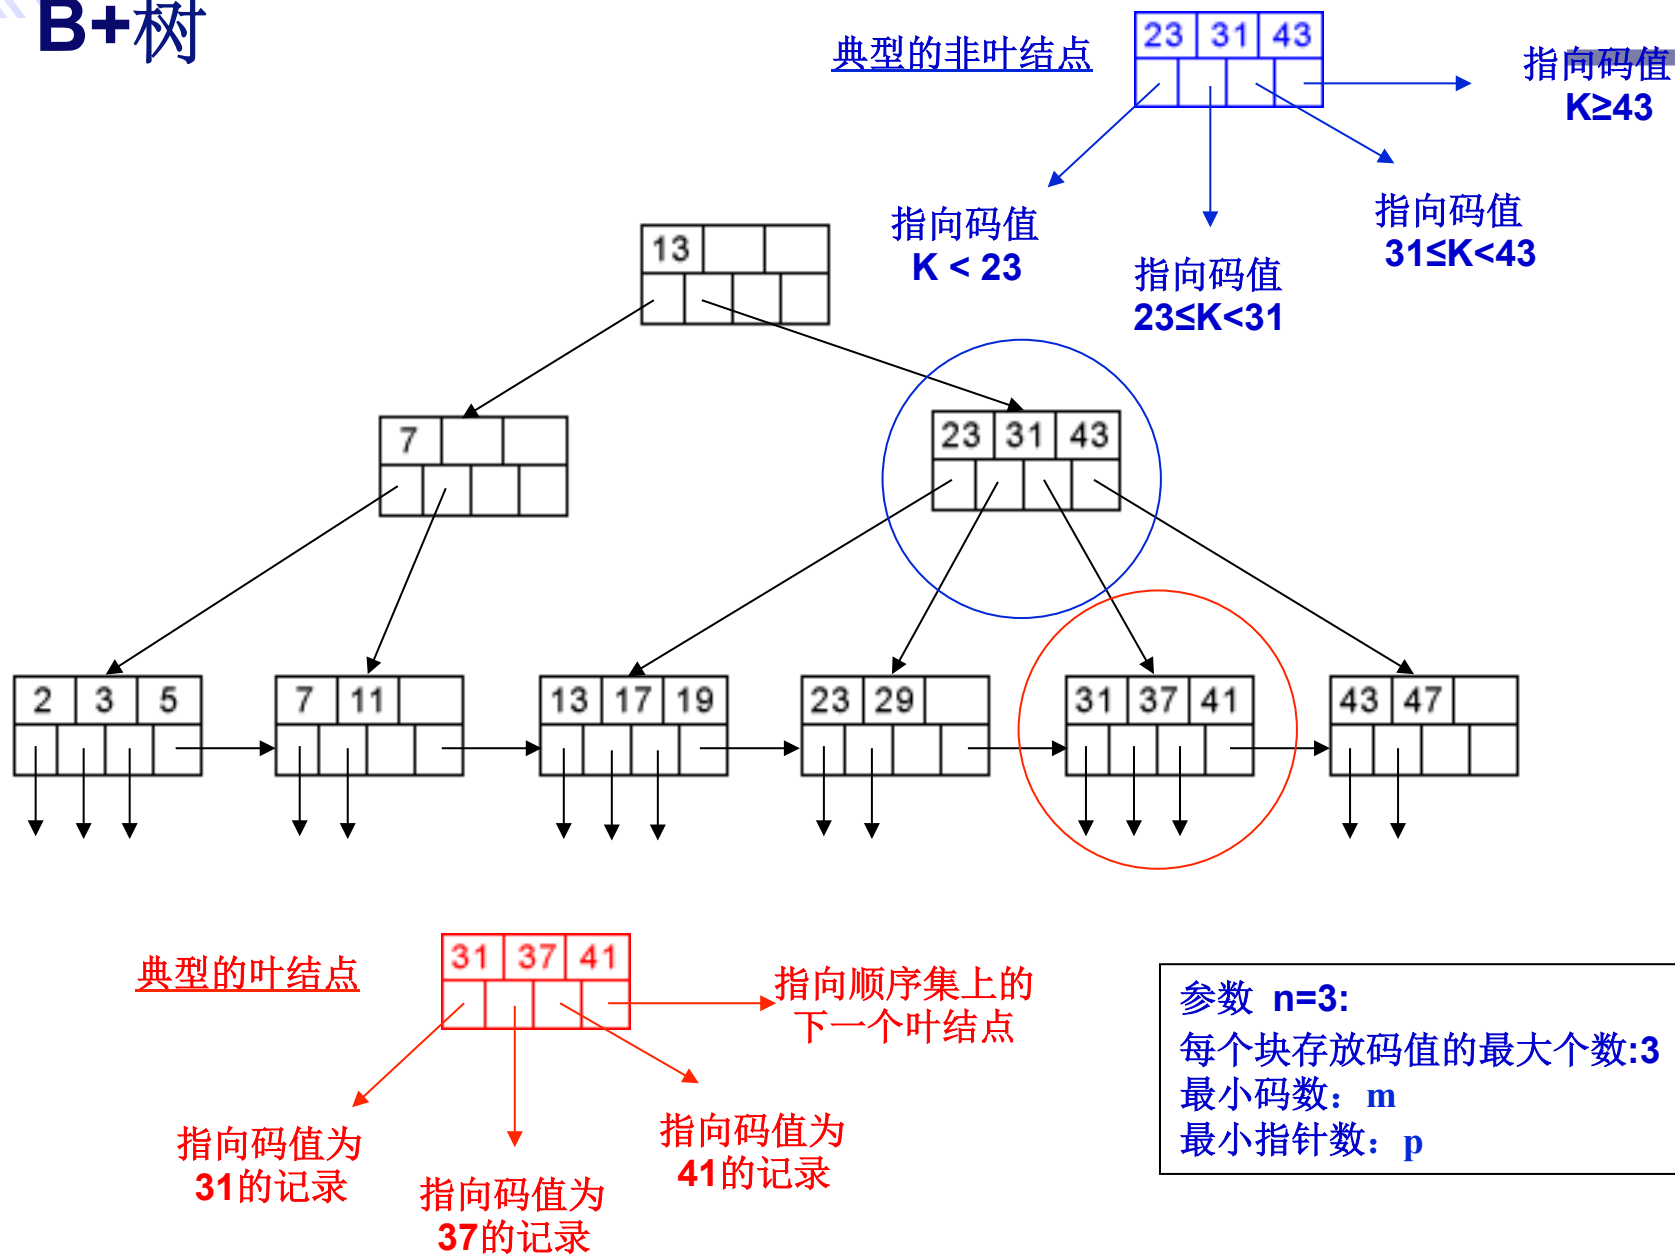 B+树
典型的非叶结点
23 31 43
指向码值
K≥43
指向码值
K < 23
指向码值
23≤K<31
指向码值
31≤K<43
13
7
23 31 43
2 3 5
7 11
13 17 19
23 29
31 37 41
43 47
典型的叶结点
31 37 41
指向顺序集上的
下一个叶结点
指向码值为
31的记录
指向码值为
37的记录
指向码值为
41的记录
参数 n=3:
每个块存放码值的最大个数:3
最小码数：m
最小指针数：p